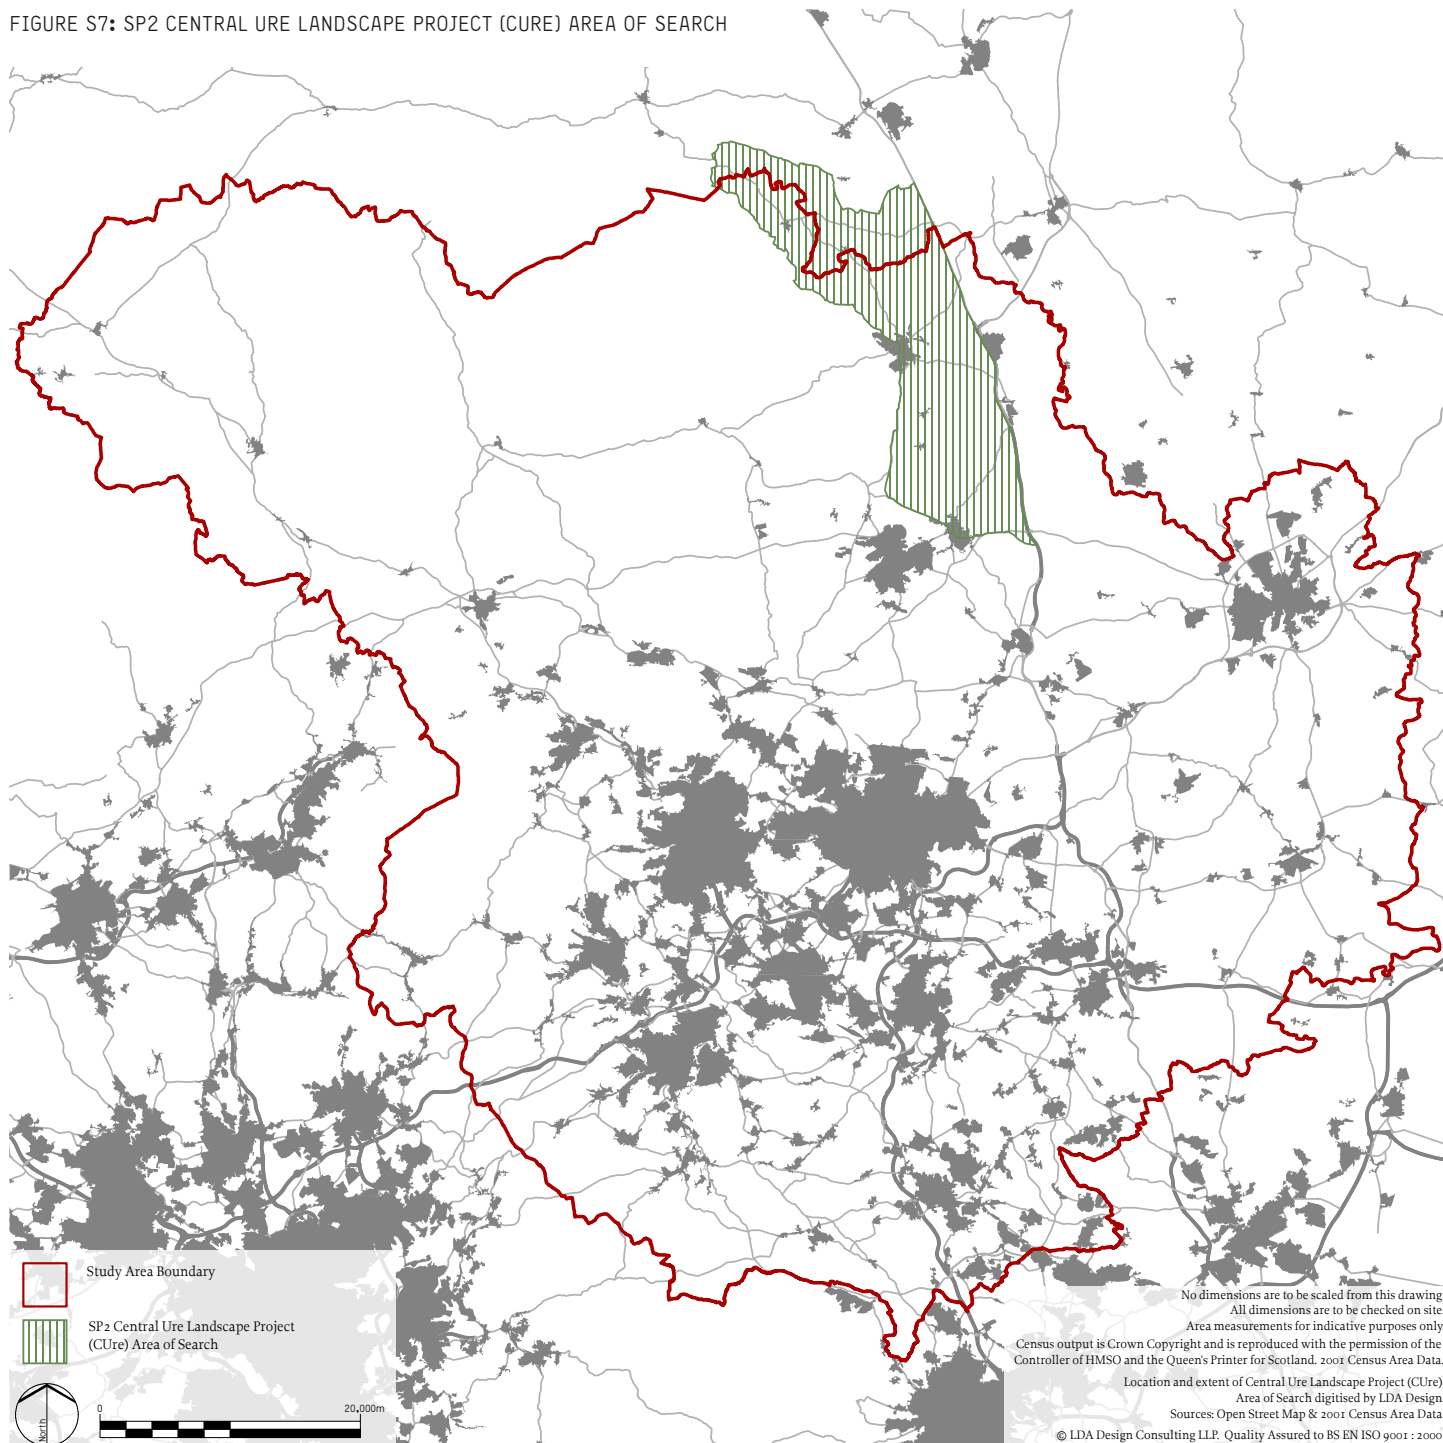 FIGURE S7: SP2 CENTRAL URE LANDSCAPE PROJECT (CURE) AREA OF SEARCH
Study Area Boundary
SP2 Central Ure Landscape Project
(CUre) Area of Search
North
0
20,000m
No dimensions are to be scaled from this drawing
All dimensions are to be checked on site
Area measurements for indicative purposes only
Census output is Crown Copyright and is reproduced with the permission of the
Controller of HMSO and the Queen's Printer for Scotland. 2001 Census Area Data.
Location and extent of Central Ure Landscape Project (CUre)
Area of Search digitised by LDA Design
Sources: Open Street Map & 2001 Census Area Data
© LDA Design Consulting LLP. Quality Assured to BS EN ISO 9001 : 2000